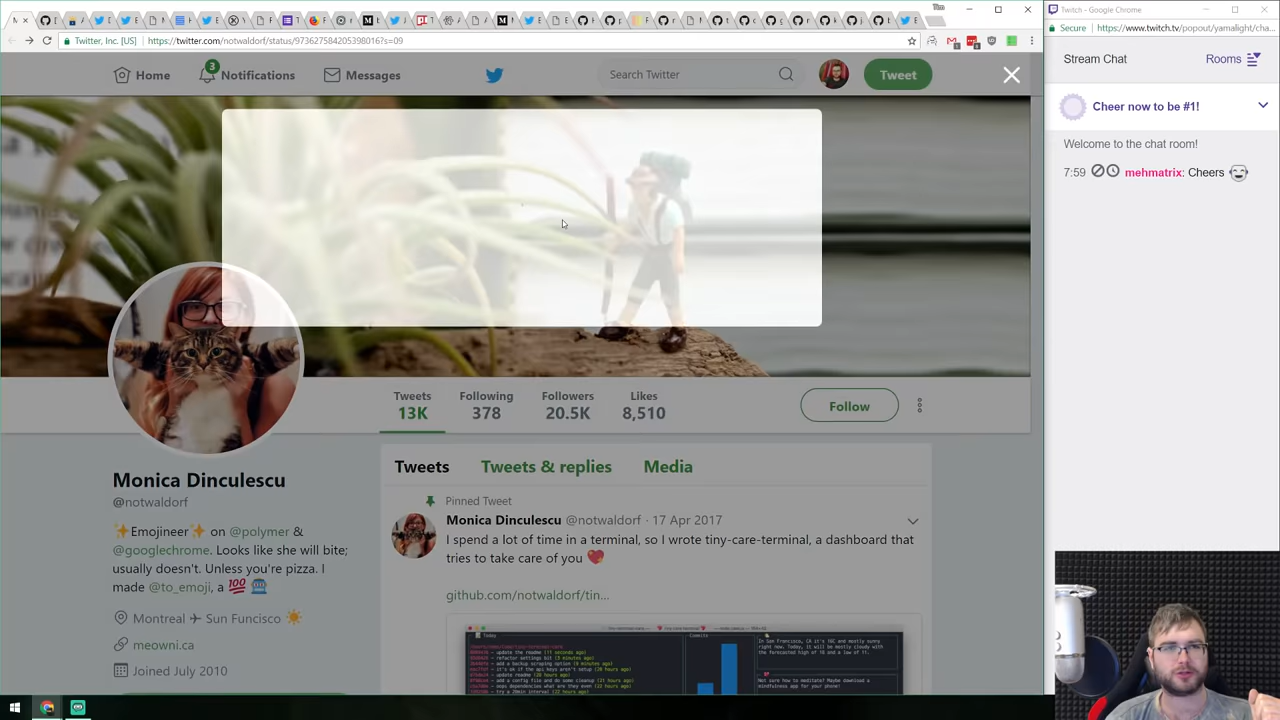 Tim
Twitch - Google Chrome
Twitter, Inc. [US]
https://twitter.com/notwaldorf/status/973627584205398016?s=09
Secure
https://www.twitch.tv/popout/yamalight/cha...
3
Home
Notifications
Messages
Search Twitter
Tweet
Stream Chat
Rooms
Cheer now to be #1!
Welcome to the chat room!
7:59 mehmatrix: Cheers
Tweets
Following
Followers
Likes
13K
378
20.5K
8,510
Follow
Monica Dinculescu
@notwaldorf
✨Emojineer✨ on @polymer &
@googlechrome. Looks like she will bite;
usually doesn't. Unless you're pizza. I
made @to_emoji, a 💯
Montreal ✈ Sun Funcisco ☀
meowni.ca
Joined July 201
Tweets
Tweets & replies
Media
Pinned Tweet
Monica Dinculescu @notwaldorf · 17 Apr 2017
I spend a lot of time in a terminal, so I wrote tiny-care-terminal, a dashboard that
tries to take care of you 💖
github.com/notwaldorf/tin...
Today
Commits